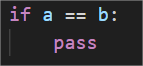 if a == b:
    pass